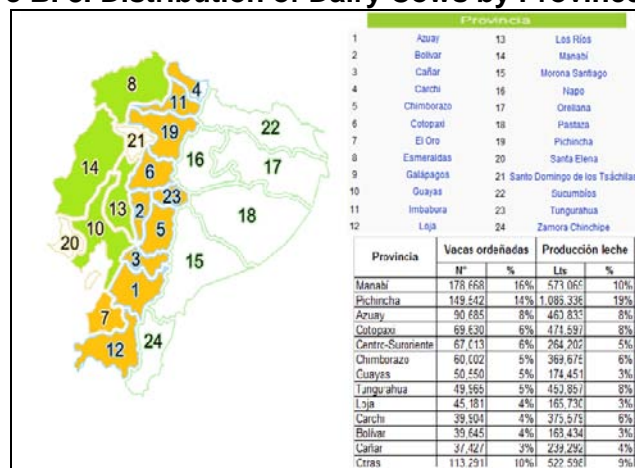 Distribution of Dairy Cows by Province
8
4
11
19
21
22
16
17
6
14
13
2
23
18
10
5
20
3
15
1
7
12
24
Provincia
1 Azuay 13 Los Ríos
2 Bolívar 14 Manabí
3 Cañar 15 Morona Santiago
4 Carchi 16 Napo
5 Chimborazo 17 Orellana
6 Cotopaxi 18 Pastaza
7 El Oro 19 Pichincha
8 Esmeraldas 20 Santa Elena
9 Galápagos 21 Santo Domingo de los Tsáchilas
10 Guayas 22 Sucumbíos
11 Imbabura 23 Tungurahua
12 Loja 24 Zamora Chinchipe
Provincia Vacas ordeñadas Producción leche
N° % Lts %
Manabí 178,668 16% 573,065 10%
Pichincha 149,542 14% 1,086,336 19%
Azuay 90,685 8% 460,833 8%
Cotopaxi 69,630 6% 474,597 8%
Centro-Suroriente 67,013 6% 264,202 5%
Chimborazo 60,002 5% 369,675 6%
Guayas 50,550 5% 174,451 3%
Tungurahua 49,565 5% 450,857 8%
Loja 45,181 4% 165,730 3%
Carchi 39,904 4% 375,579 6%
Bolívar 39,645 4% 163,434 3%
Cañar 37,427 3% 239,292 4%
Otras 113,291 10% 522,596 9%